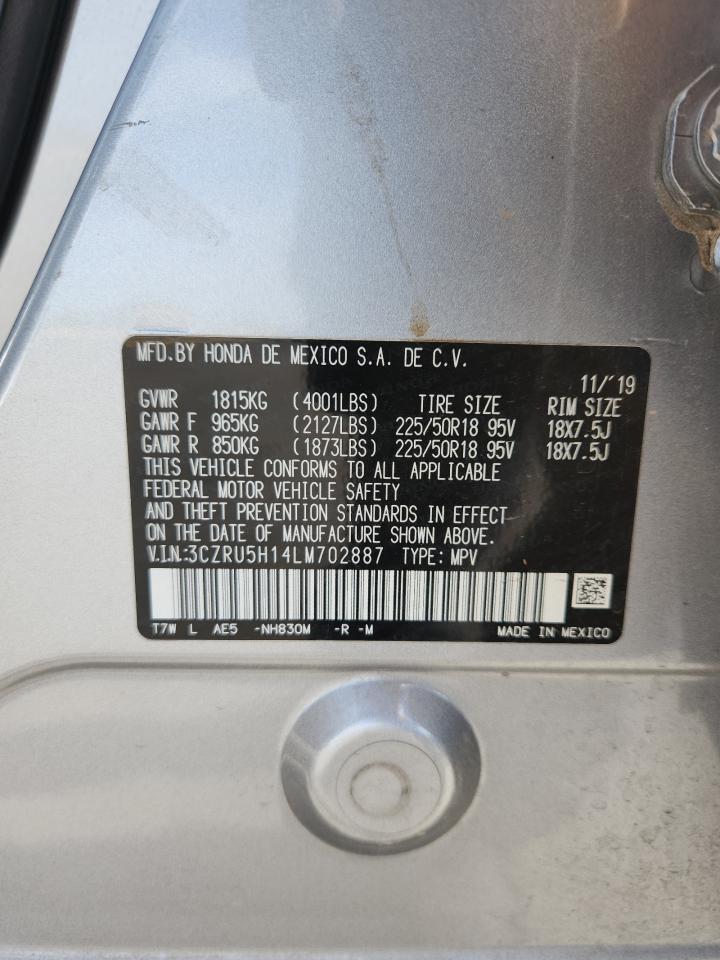 MFD.BY HONDA DE MEXICO S.A. DE C.V.
11/'19
GVWR 1815KG (4001LBS) TIRE SIZE RIM SIZE
GAWR F 965KG (2127LBS) 225/50R18 95V 18X7.5J
GAWR R 850KG (1873LBS) 225/50R18 95V 18X7.5J
THIS VEHICLE CONFORMS TO ALL APPLICABLE
FEDERAL MOTOR VEHICLE SAFETY
AND THEFT PREVENTION STANDARDS IN EFFECT
ON THE DATE OF MANUFACTURE SHOWN ABOVE.
V.I.N.:3CZRU5H14LM702887 TYPE: MPV
T7W L AE5 -NH830M -R -M MADE IN MEXICO